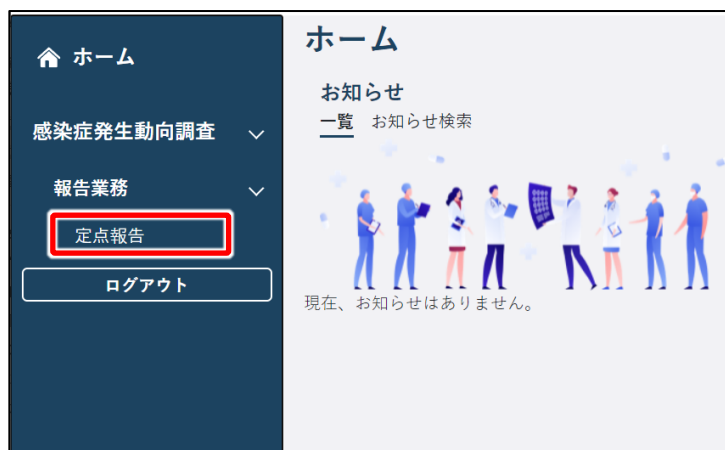 ホーム
感染症発生動向調査
報告業務
定点報告
ログアウト
ホーム
お知らせ
一覧 お知らせ検索
現在、お知らせはありません。